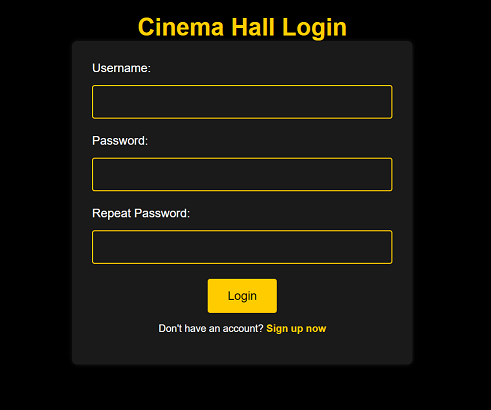 Cinema Hall Login
Username:
Password:
Repeat Password:
Login
Don't have an account? Sign up now